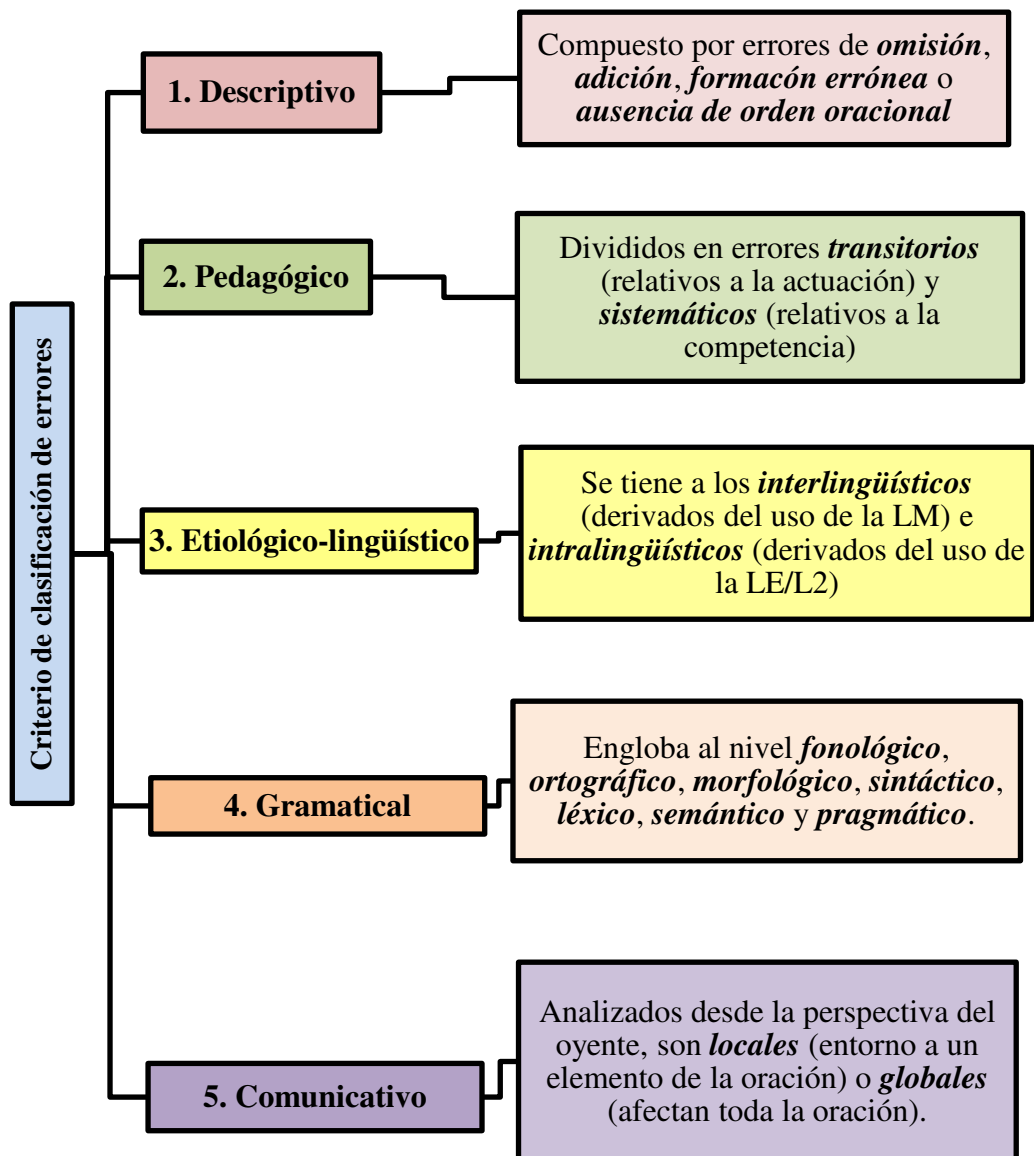 Criterio de clasificación de errores
1. Descriptivo
Compuesto por errores de omisión,
adición, formacón errónea o
ausencia de orden oracional
2. Pedagógico
Divididos en errores transitorios
(relativos a la actuación) y
sistemáticos (relativos a la
competencia)
3. Etiológico-lingüístico
Se tiene a los interlingüísticos
(derivados del uso de la LM) e
intralingüísticos (derivados del uso de
la LE/L2)
4. Gramatical
Engloba al nivel fonológico,
ortográfico, morfológico, sintáctico,
léxico, semántico y pragmático.
5. Comunicativo
Analizados desde la perspectiva del
oyente, son locales (entorno a un
elemento de la oración) o globales
(afectan toda la oración).